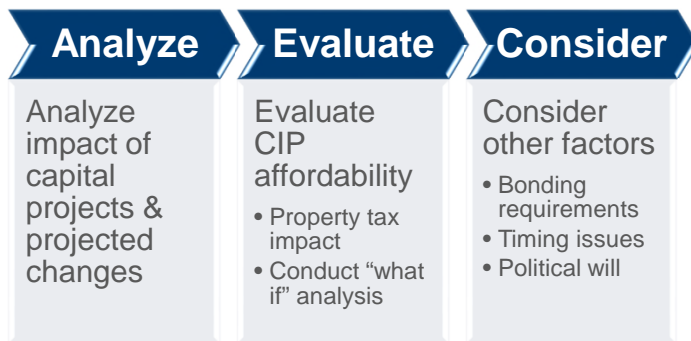 Analyze
Analyze
impact of
capital
projects &
projected
changes
Evaluate
Evaluate
CIP
affordability
• Property tax
impact
• Conduct “what
if” analysis
Consider
Consider
other factors
• Bonding
requirements
• Timing issues
• Political will